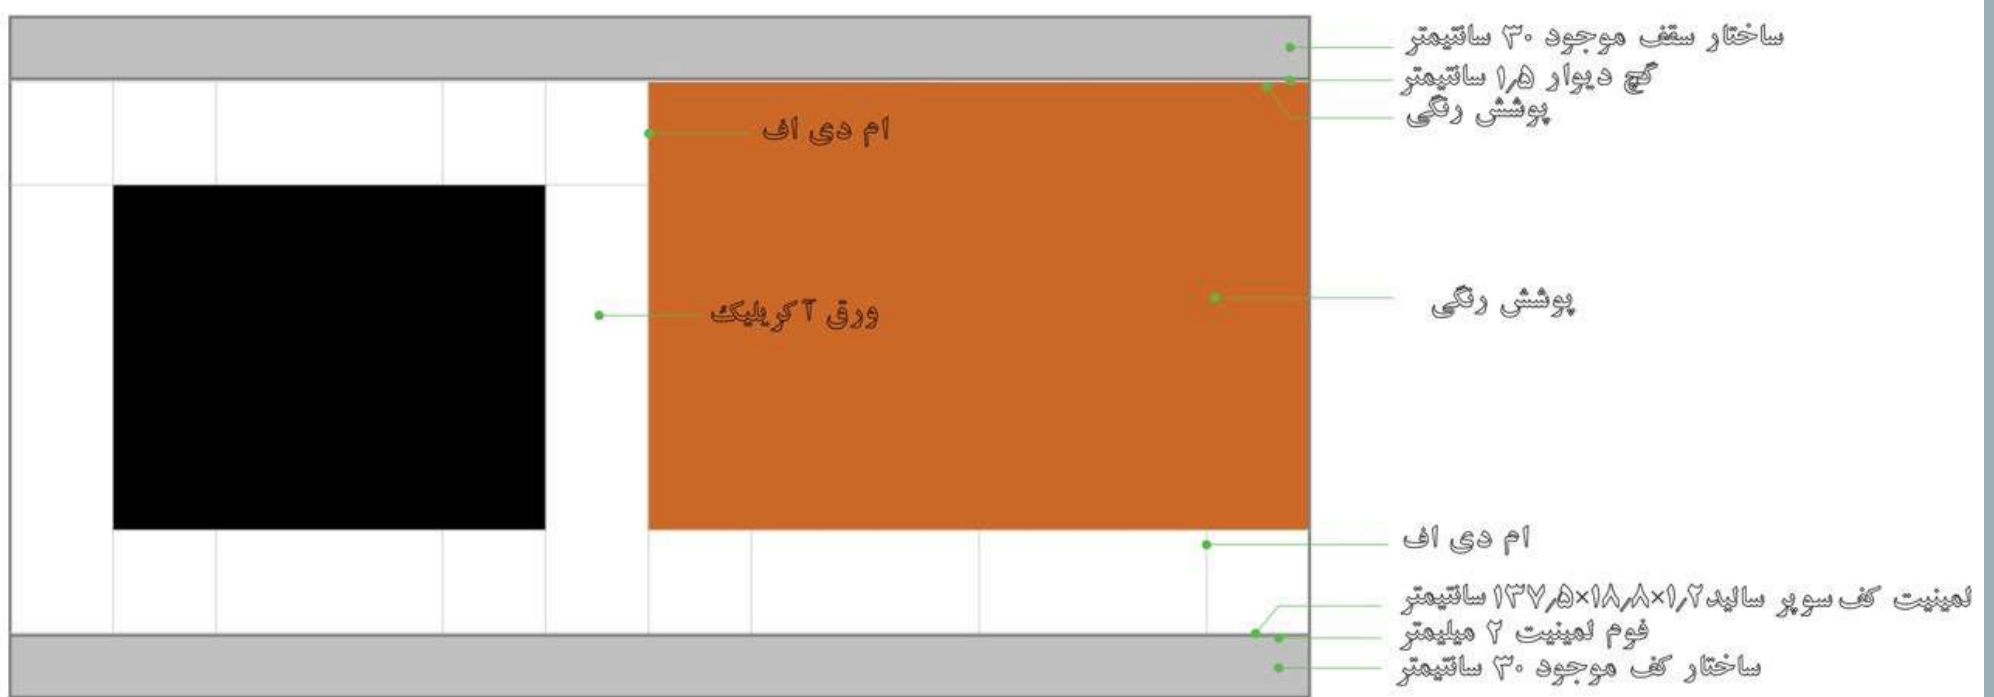 ساختار سقف موجود ۳۰ سانتیمتر
گچ دیوار ۱٫۵ سانتیمتر
پوشش رنگی
ام دی اف
پوشش رنگی
ورق آکریلیک
ام دی اف
لمینیت کف سوپر سالید۱٫۲×۱۸٫۸×۱۳۷٫۵ سانتیمتر
فوم لمینیت ۲ میلیمتر
ساختار کف موجود ۳۰ سانتیمتر